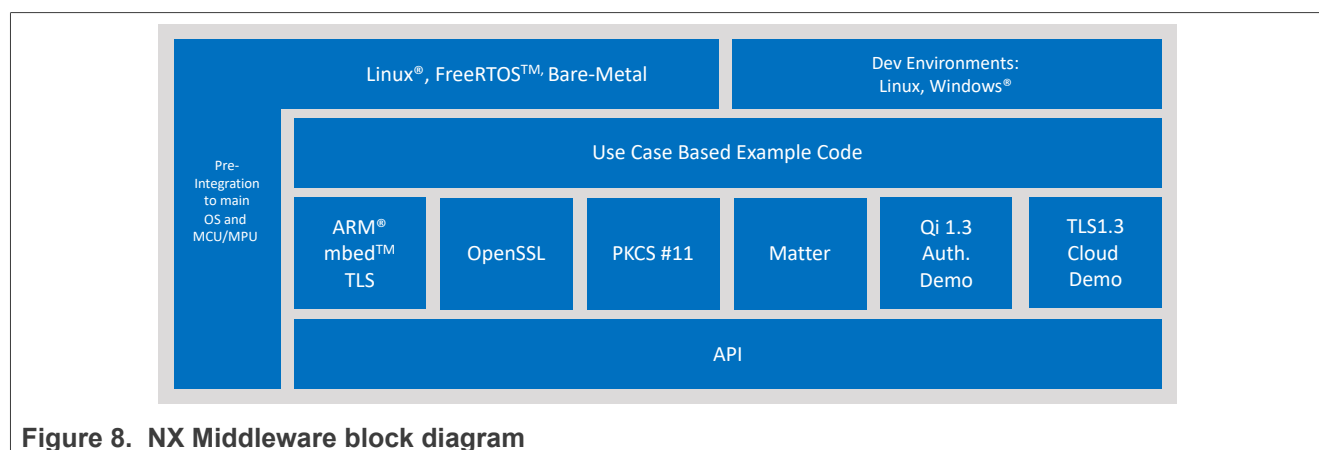 Linux®, FreeRTOS™, Bare-Metal
Dev Environments:
Linux, Windows®
Pre-
Integration
to main
OS and
MCU/MPU
Use Case Based Example Code
ARM®
mbed™
TLS
OpenSSL
PKCS #11
Matter
Qi 1.3
Auth.
Demo
TLS1.3
Cloud
Demo
API
Figure 8. NX Middleware block diagram